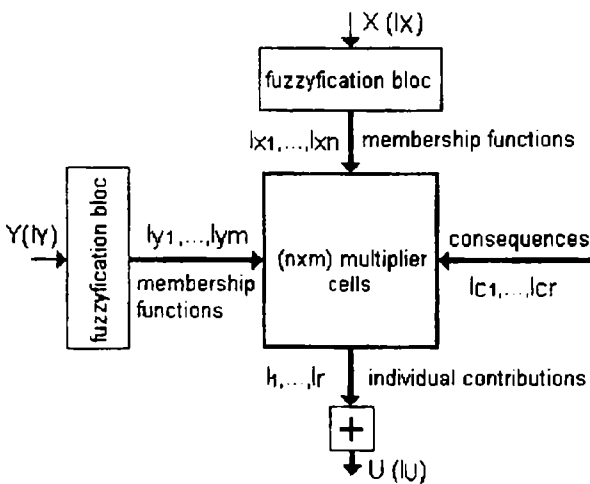 X (Ix)
fuzzyfication bloc
Ix1,...,Ixn membership functions
Y(Iy)
fuzzyfication bloc
Iy1,...,Iym
membership
functions
(nxm) multiplier
cells
consequences
Ic1,...,Icr
I1,...,Ir individual contributions
+
U (IU)